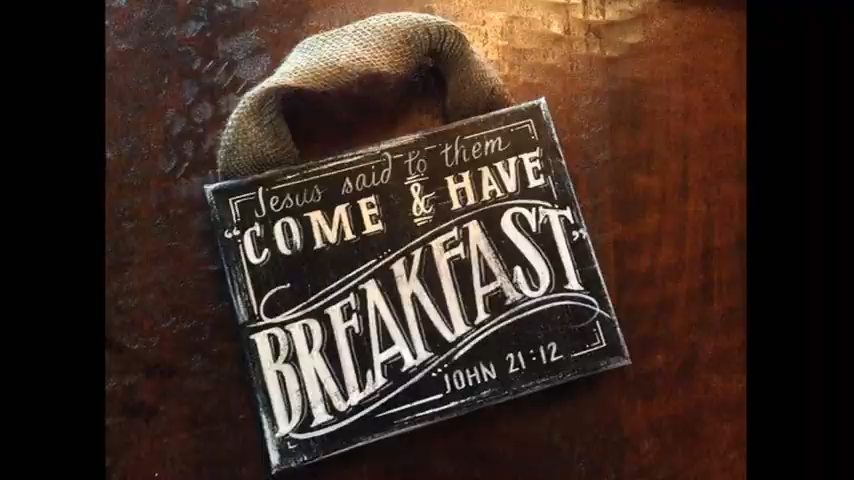 Jesus said to them
"COME & HAVE
BREAKFAST"
JOHN 21:12